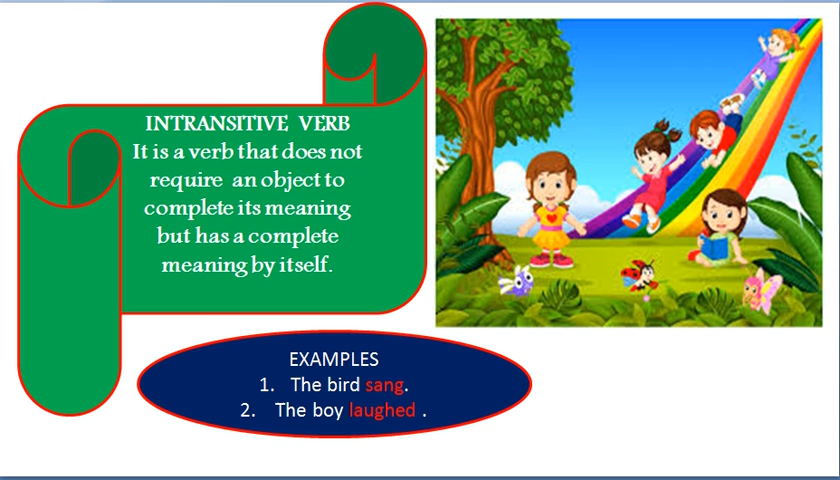 INTRANSITIVE VERB
It is a verb that does not
require an object to
complete its meaning
but has a complete
meaning by itself.
EXAMPLES
1. The bird sang.
2. The boy laughed .